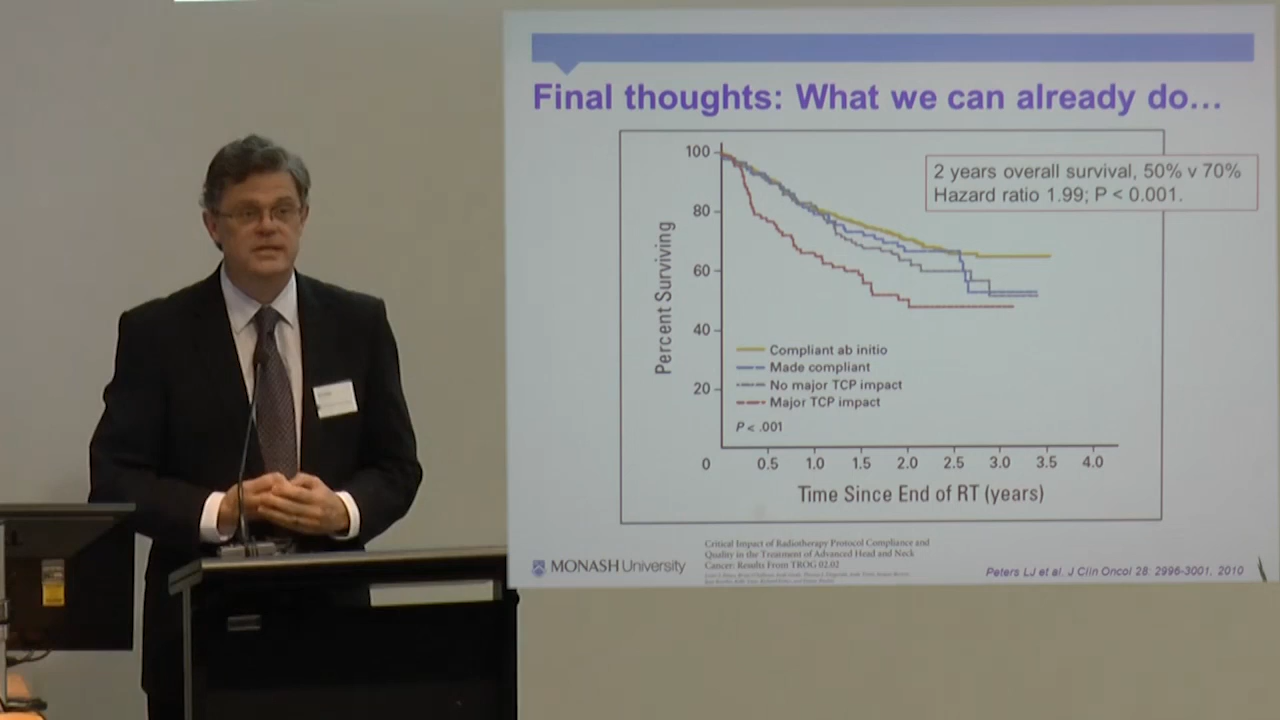 Final thoughts: What we can already do…
2 years overall survival, 50% v 70%
Hazard ratio 1.99; P < 0.001.
100
80
60
40
20
0
Percent Surviving
Compliant ab initio
Made compliant
No major TCP impact
Major TCP impact
P < .001
0.5 1.0 1.5 2.0 2.5 3.0 3.5 4.0
Time Since End of RT (years)
Critical Impact of Radiotherapy Protocol Compliance and
Quality in the Treatment of Advanced Head and Neck
Cancer: Results From TROG 02.02
MONASH University
Peters LJ et al. J Clin Oncol 28: 2996-3001, 2010